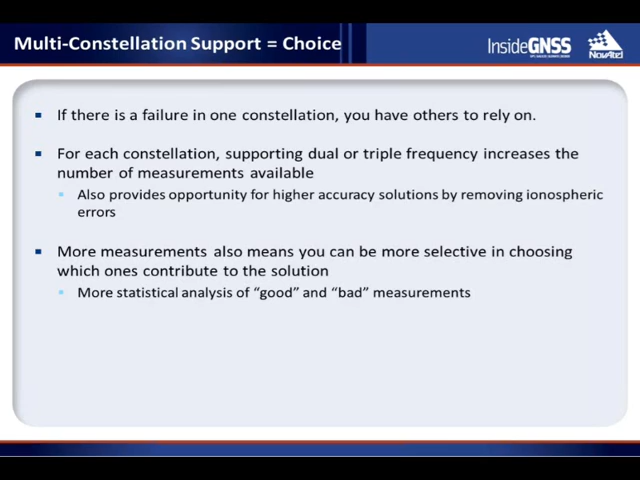 Multi-Constellation Support = Choice
InsideGNSS
NovAtel
If there is a failure in one constellation, you have others to rely on.
For each constellation, supporting dual or triple frequency increases the
number of measurements available
Also provides opportunity for higher accuracy solutions by removing ionospheric
errors
More measurements also means you can be more selective in choosing
which ones contribute to the solution
More statistical analysis of “good” and “bad” measurements